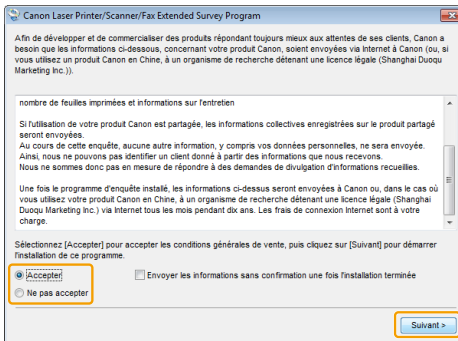 Canon Laser Printer/Scanner/Fax Extended Survey Program
Afin de développer et de commercialiser des produits répondant toujours mieux aux attentes de ses clients, Canon a
besoin que les informations ci-dessous, concernant votre produit Canon, soient envoyées via Internet à Canon (ou, si
vous utilisez un produit Canon en Chine, à un organisme de recherche détenant une licence légale (Shanghai Duoqu
Marketing Inc.)).
nombre de feuilles imprimées et informations sur l'entretien
Si l'utilisation de votre produit Canon est partagée, les informations collectives enregistrées sur le produit partagé
seront envoyées.
Au cours de cette enquête, aucune autre information, y compris vos données personnelles, ne sera envoyée.
Ainsi, nous ne pouvons pas identifier un client donné à partir des informations que nous recevons.
Nous ne sommes donc pas en mesure de répondre à des demandes de divulgation d'informations recueillies.
Une fois le programme d'enquête installé, les informations ci-dessus seront envoyées à Canon ou, dans le cas où
vous utilisez votre produit Canon en Chine, à un organisme de recherche détenant une licence légale (Shanghai
Duoqu Marketing Inc.) via Internet tous les mois pendant dix ans. Les frais de connexion Internet sont à votre
charge.
Sélectionnez [Accepter] pour accepter les conditions générales de vente, puis cliquez sur [Suivant] pour démarrer
l'installation de ce programme.
Accepter
Envoyer les informations sans confirmation une fois l'installation terminée
Ne pas accepter
Suivant >